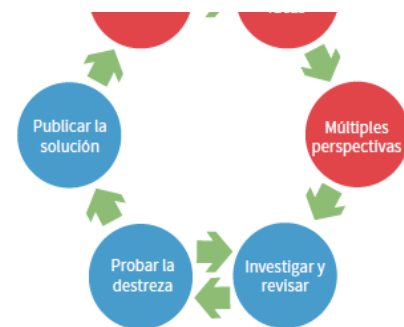 Múltiples
perspectivas
Investigar y
revisar
Probar la
destreza
Publicar la
solución